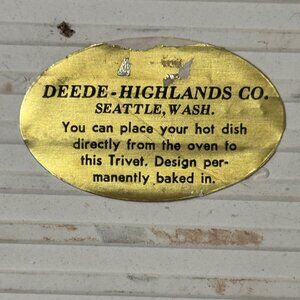 DEEDE-HIGHLANDS CO.
SEATTLE, WASH.
You can place your hot dish
directly from the oven to
this Trivet. Design per-
manently baked in.